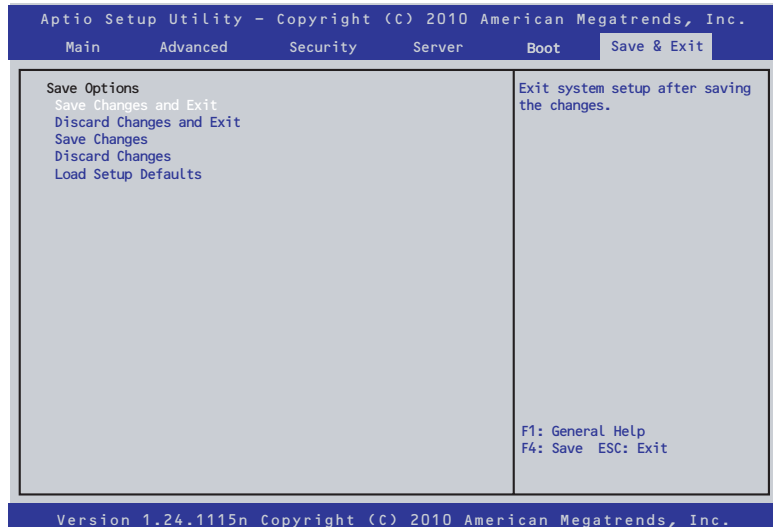 Aptio Setup Utility – Copyright (C) 2010 American Megatrends, Inc.
Main Advanced Security Server Boot Save & Exit
Save Options
Save Changes and Exit
Discard Changes and Exit
Save Changes
Discard Changes
Load Setup Defaults
Exit system setup after saving
the changes.
F1: General Help
F4: Save ESC: Exit
Version 1.24.1115n Copyright (C) 2010 American Megatrends, Inc.